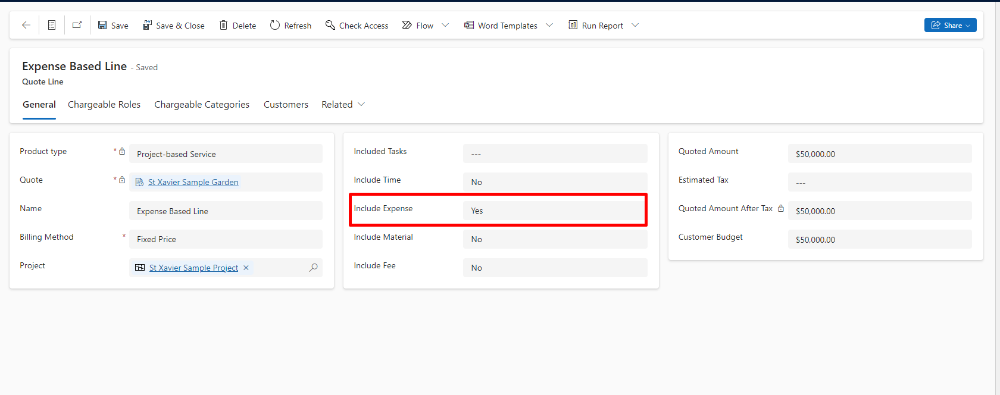 Save Save & Close Delete Refresh Check Access Flow Word Templates Run Report Share
Expense Based Line - Saved
Quote Line
General Chargeable Roles Chargeable Categories Customers Related
Product type * Project-based Service
Quote * St Xavier Sample Garden
Name Expense Based Line
Billing Method * Fixed Price
Project St Xavier Sample Project
Included Tasks ---
Include Time No
Include Expense Yes
Include Material No
Include Fee No
Quoted Amount $50,000.00
Estimated Tax ---
Quoted Amount After Tax $50,000.00
Customer Budget $50,000.00